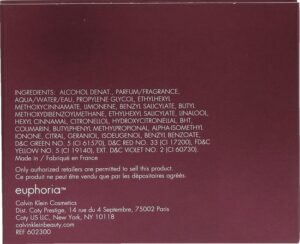 INGREDIENTS: ALCOHOL DENAT., PARFUM/FRAGRANCE,
AQUA/WATER/EAU, PROPYLENE GLYCOL, ETHYLHEXYL
METHOXYCINNAMATE, LIMONENE, BENZYL SALICYLATE, BUTYL
METHOXYDIBENZOYLMETHANE, ETHYLHEXYL SALICYLATE, LINALOOL,
HEXYL CINNAMAL, CITRONELLOL, HYDROXYCITRONELLAL, BHT,
COUMARIN, BUTYLPHENYL METHYLPROPIONAL, ALPHA-ISOMETHYL
IONONE, CITRAL, GERANIOL, ISOEUGENOL, BENZYL BENZOATE,
D&C GREEN NO. 5 (CI 61570), D&C RED NO. 33 (CI 17200), FD&C
YELLOW NO. 5 (CI 19140), EXT. D&C VIOLET NO. 2 (CI 60730).
Made in / Fabriqué en France
Only authorized retailers are permitted to sell this product.
Ce produit ne peut être vendu que par les dépositaires agréés.
euphoria™
Calvin Klein Cosmetics
Dist. Coty Prestige, 14 rue du 4 Septembre, 75002 Paris
Coty US LLC, New York, NY 10118
calvinkleinbeauty.com
REF 602300